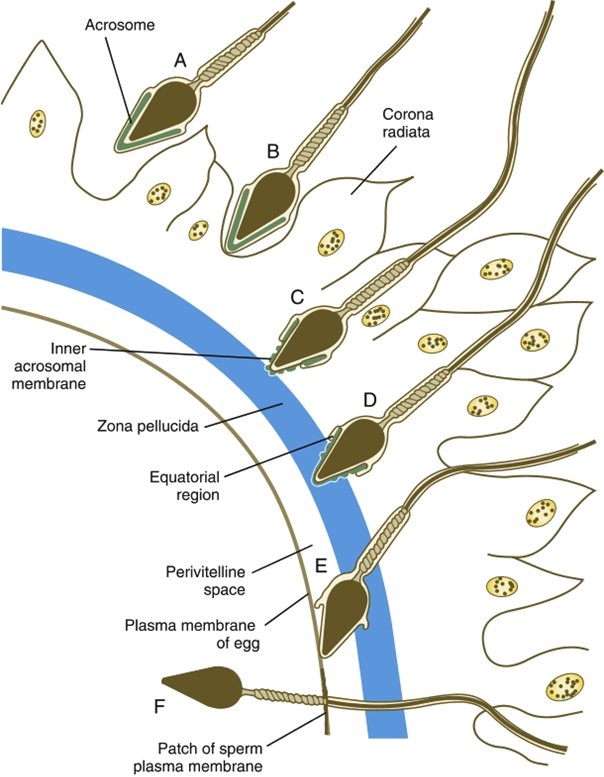 Acrosome
A
B
Corona
radiata
C
Inner
acrosomal
membrane
D
Zona pellucida
Equatorial
region
E
Perivitelline
space
Plasma membrane
of egg
F
Patch of sperm
plasma membrane